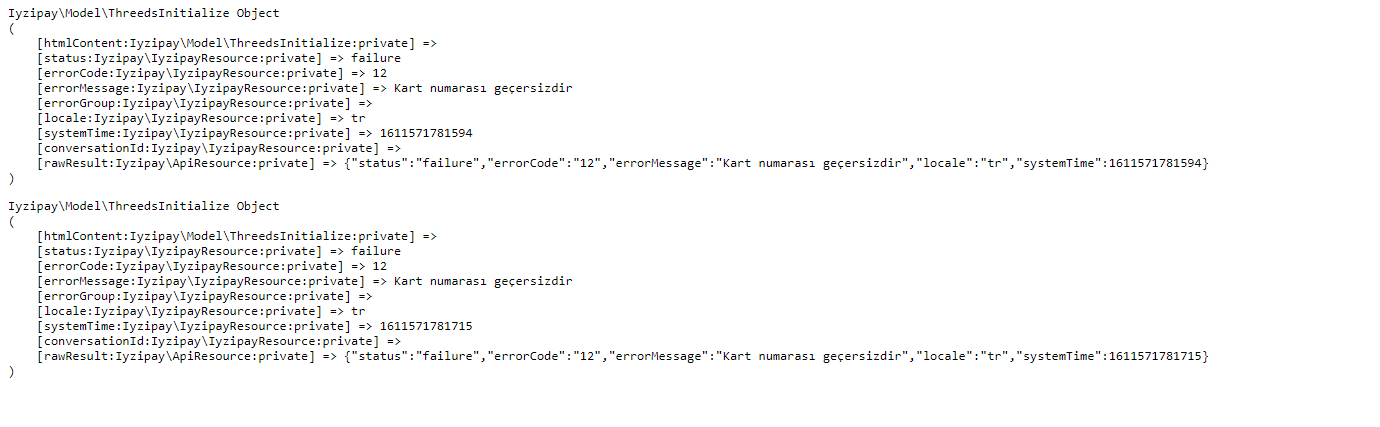 Iyzipay\Model\ThreedsInitialize Object
(
    [htmlContent:Iyzipay\Model\ThreedsInitialize:private] =>
    [status:Iyzipay\IyzipayResource:private] => failure
    [errorCode:Iyzipay\IyzipayResource:private] => 12
    [errorMessage:Iyzipay\IyzipayResource:private] => Kart numarası geçersizdir
    [errorGroup:Iyzipay\IyzipayResource:private] =>
    [locale:Iyzipay\IyzipayResource:private] => tr
    [systemTime:Iyzipay\IyzipayResource:private] => 1611571781594
    [conversationId:Iyzipay\IyzipayResource:private] =>
    [rawResult:Iyzipay\ApiResource:private] => {"status":"failure","errorCode":"12","errorMessage":"Kart numarası geçersizdir","locale":"tr","systemTime":1611571781594}
)
Iyzipay\Model\ThreedsInitialize Object
(
    [htmlContent:Iyzipay\Model\ThreedsInitialize:private] =>
    [status:Iyzipay\IyzipayResource:private] => failure
    [errorCode:Iyzipay\IyzipayResource:private] => 12
    [errorMessage:Iyzipay\IyzipayResource:private] => Kart numarası geçersizdir
    [errorGroup:Iyzipay\IyzipayResource:private] =>
    [locale:Iyzipay\IyzipayResource:private] => tr
    [systemTime:Iyzipay\IyzipayResource:private] => 1611571781715
    [conversationId:Iyzipay\IyzipayResource:private] =>
    [rawResult:Iyzipay\ApiResource:private] => {"status":"failure","errorCode":"12","errorMessage":"Kart numarası geçersizdir","locale":"tr","systemTime":1611571781715}
)